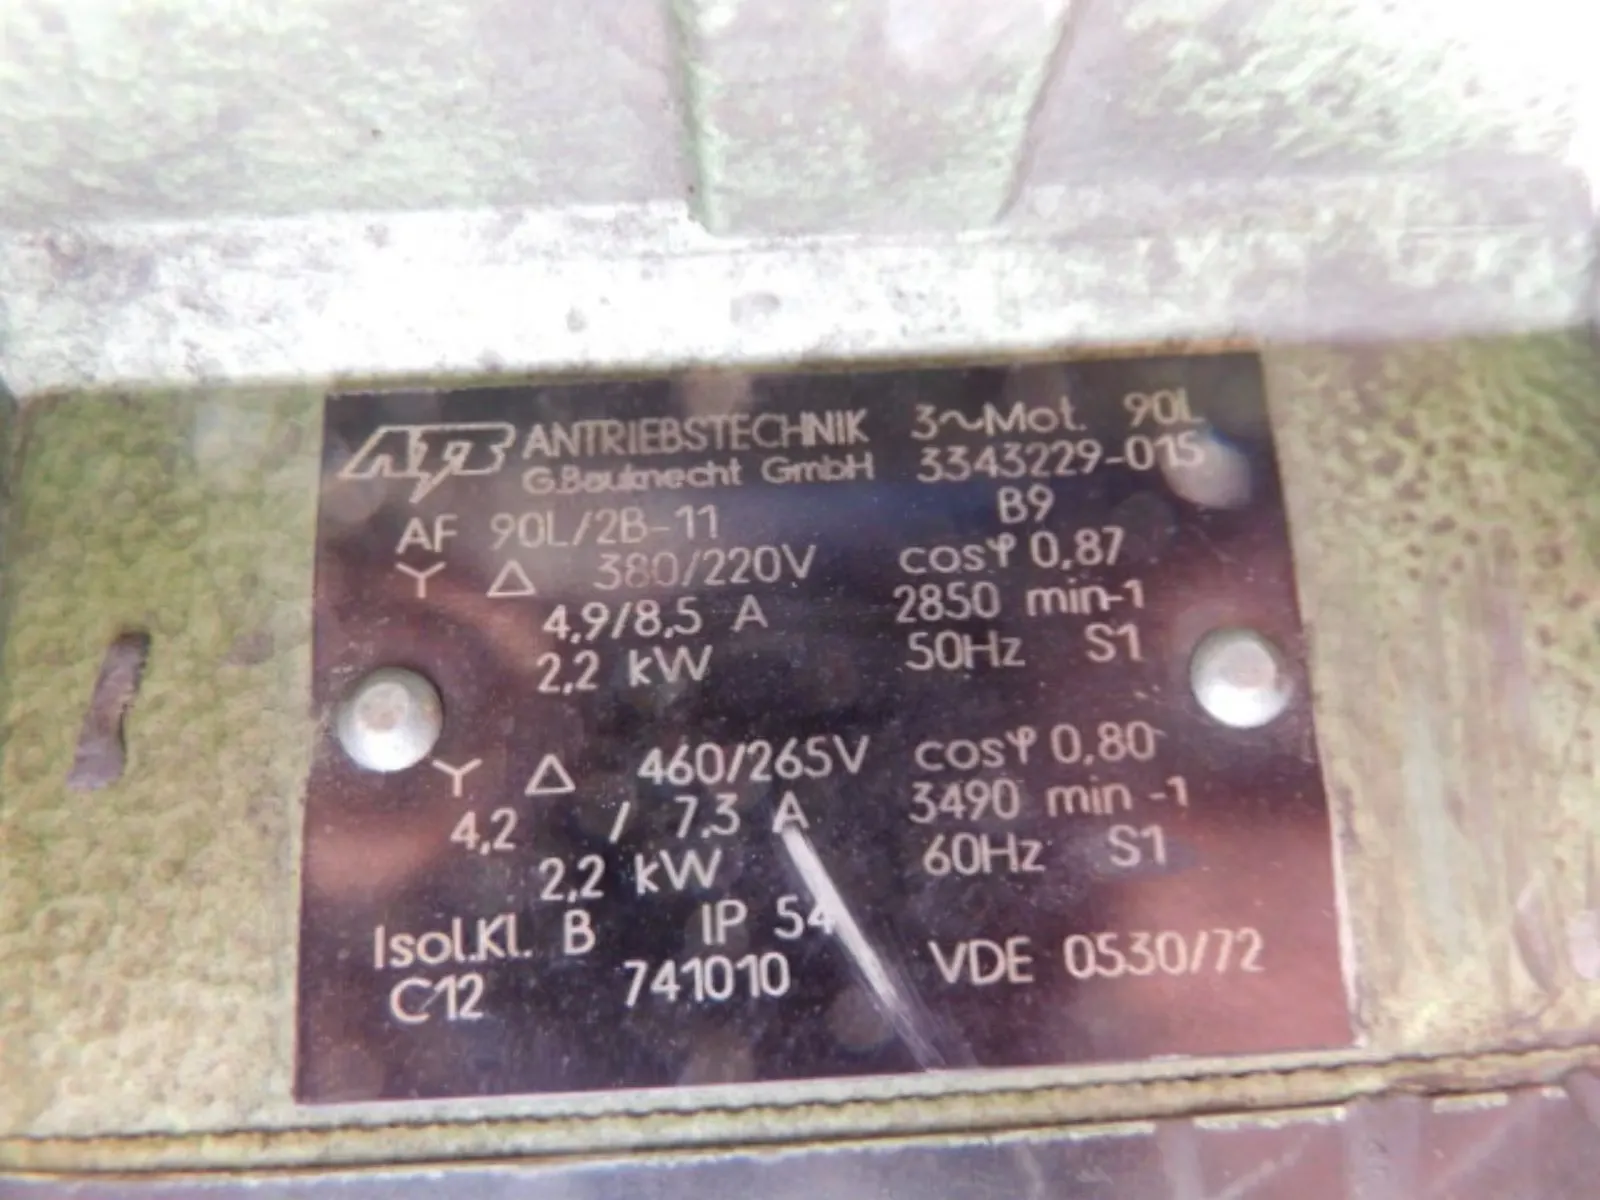 ATB ANTRIEBSTECHNIK 3~Mot. 90L
G.Bauknecht GmbH 3343229-015
AF 90L/2B-11 B9
Y △ 380/220V cosφ 0,87
4,9/8,5 A 2850 min-1
2,2 kW 50Hz S1
Y △ 460/265V cosφ 0,80
4,2 / 7,3 A 3490 min-1
2,2 kW 60Hz S1
Isol.Kl. B IP 54
C12 741010 VDE 0530/72